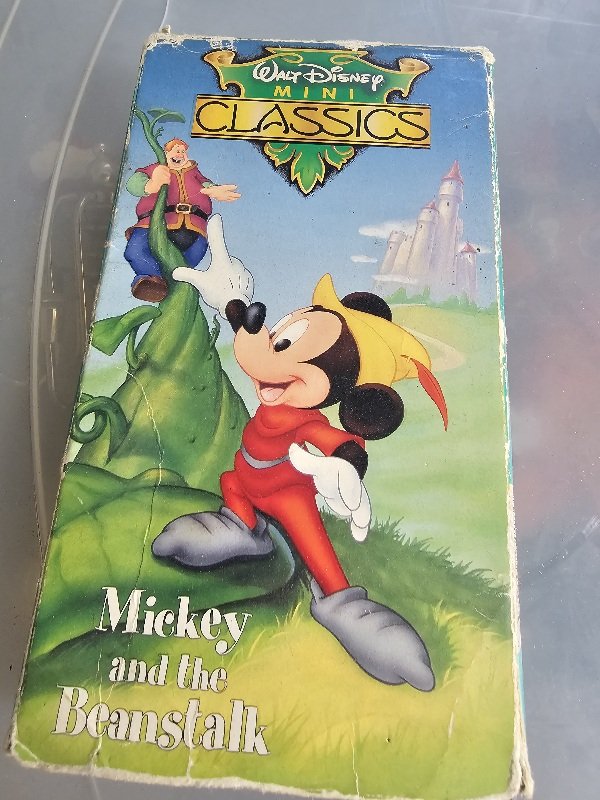 Walt Disney
MINI
CLASSICS
Mickey
and the
Beanstalk